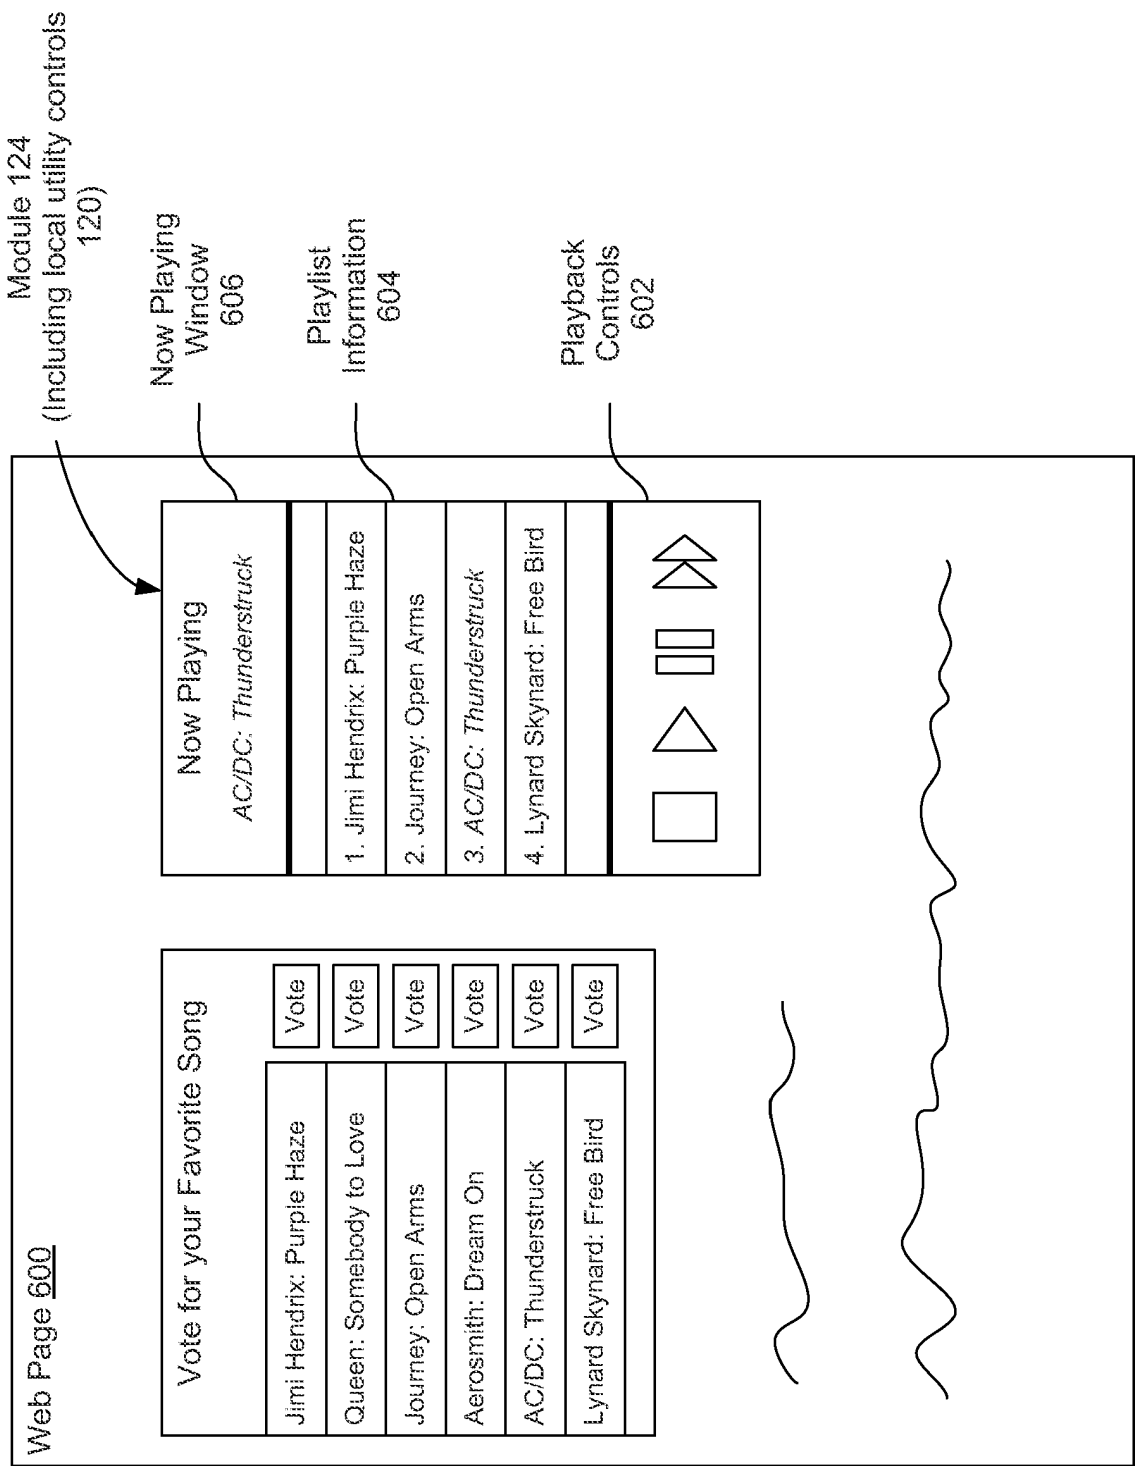 Web Page 600
Vote for your Favorite Song
Jimi Hendrix: Purple Haze
Vote
Queen: Somebody to Love
Vote
Journey: Open Arms
Vote
Aerosmith: Dream On
Vote
AC/DC: Thunderstruck
Vote
Lynard Skynard: Free Bird
Vote
Now Playing
AC/DC: Thunderstruck
1. Jimi Hendrix: Purple Haze
2. Journey: Open Arms
3. AC/DC: Thunderstruck
4. Lynard Skynard: Free Bird
Module 124
(Including local utility controls
120)
Now Playing
Window
606
Playlist
Information
604
Playback
Controls
602